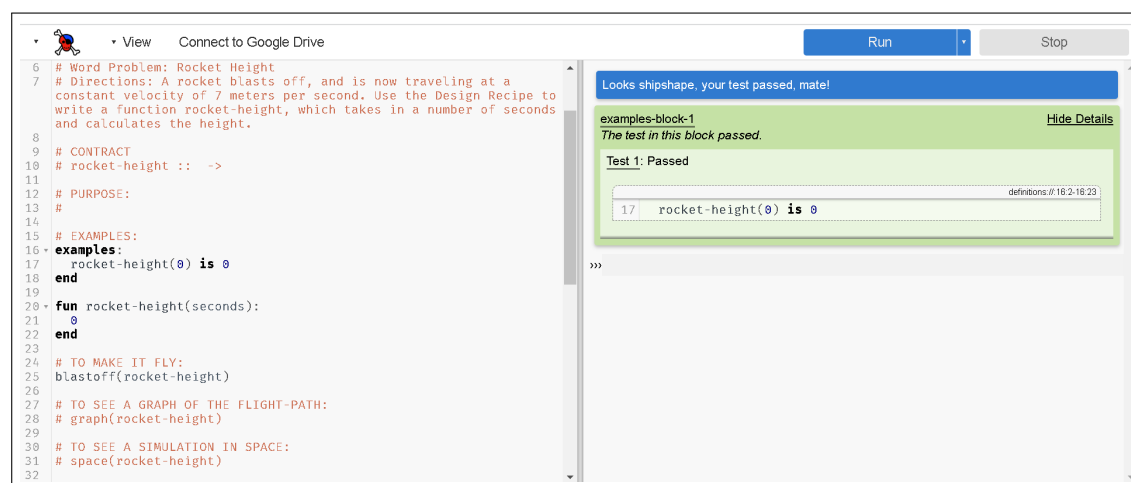 View
Connect to Google Drive
Run
Stop
6 # Word Problem: Rocket Height
7 # Directions: A rocket blasts off, and is now traveling at a
constant velocity of 7 meters per second. Use the Design Recipe to
write a function rocket-height, which takes in a number of seconds
and calculates the height.
8
9 # CONTRACT
10 # rocket-height ::  ->
11
12 # PURPOSE:
13 #
14
15 # EXAMPLES:
16 examples:
17   rocket-height(0) is 0
18 end
19
20 fun rocket-height(seconds):
21   0
22 end
23
24 # TO MAKE IT FLY:
25 blastoff(rocket-height)
26
27 # TO SEE A GRAPH OF THE FLIGHT-PATH:
28 # graph(rocket-height)
29
30 # TO SEE A SIMULATION IN SPACE:
31 # space(rocket-height)
32
Looks shipshape, your test passed, mate!
examples-block-1 Hide Details
The test in this block passed.
Test 1: Passed
definitions://:16:2-16:23
17 rocket-height(0) is 0
›››